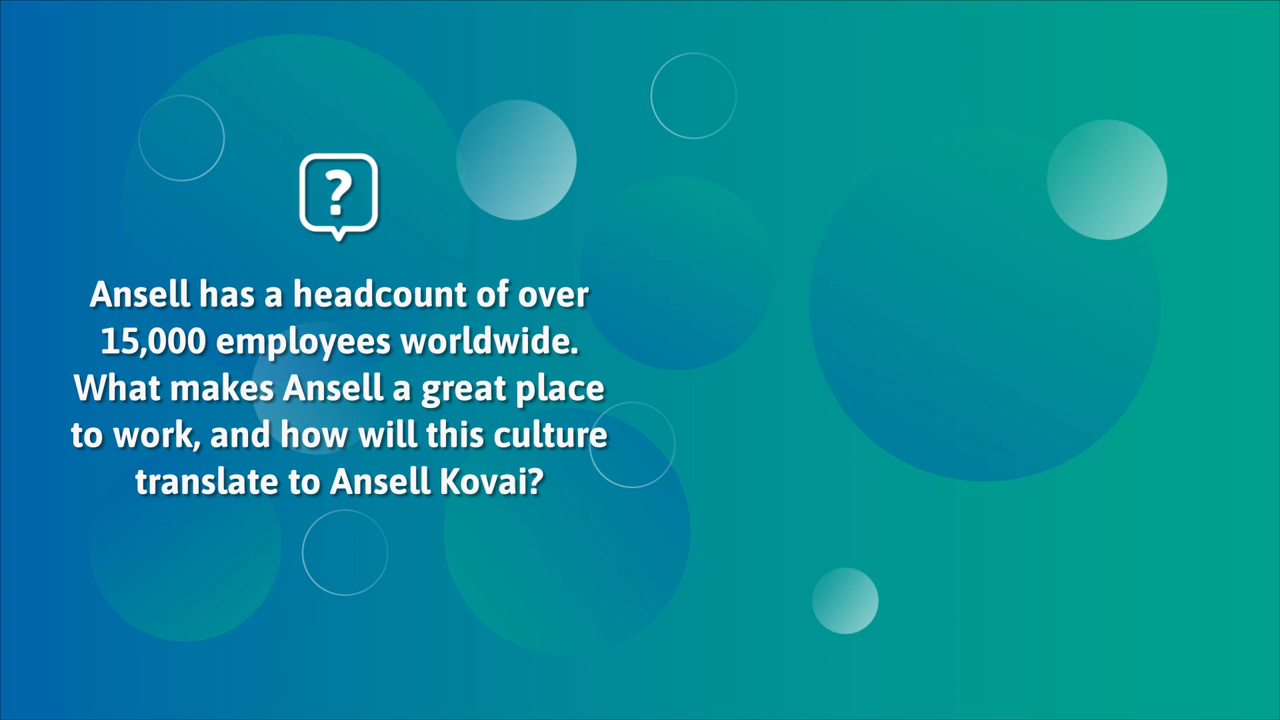 ?
Ansell has a headcount of over
15,000 employees worldwide.
What makes Ansell a great place
to work, and how will this culture
translate to Ansell Kovai?